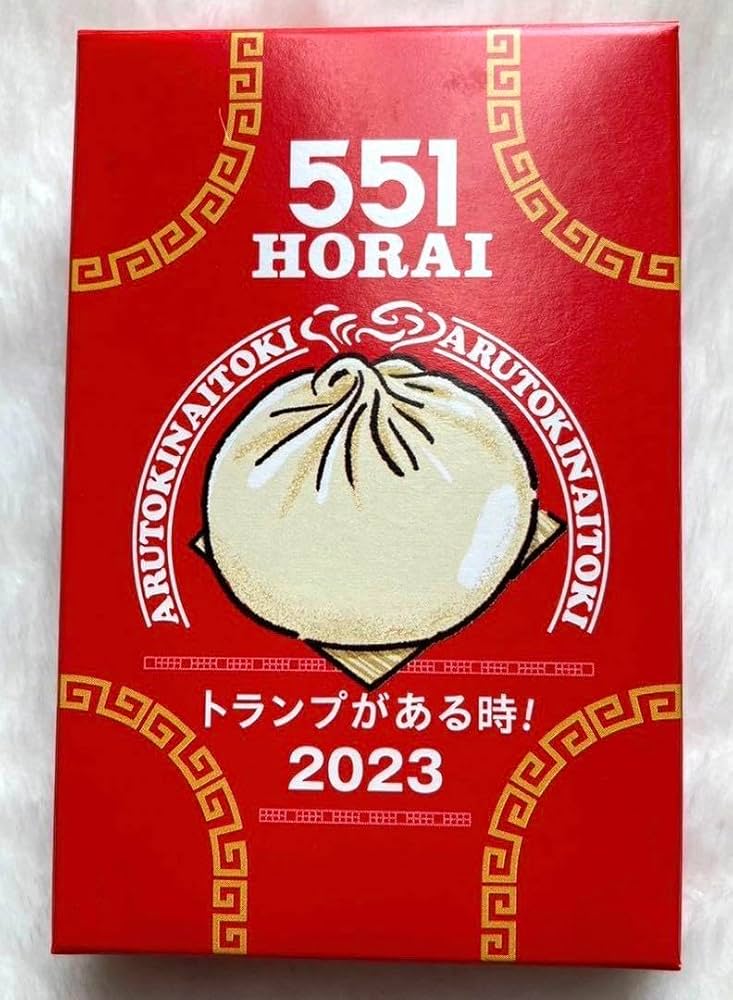 551
HORAI
ARUTOKINAITOKI
ARUTOKINAITOKI
トランプがある時!
2023